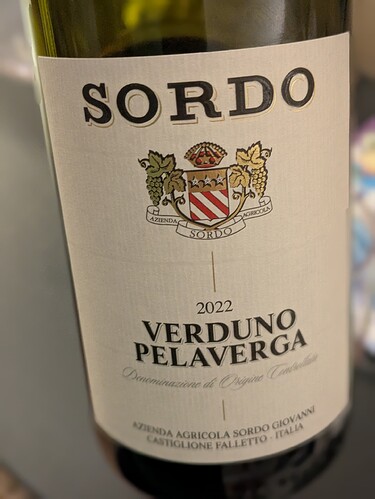 SORDO
AZIENDA AGRICOLA
SORDO
2022
VERDUNO
PELAVERGA
Denominazione di Origine Controllata
AZIENDA AGRICOLA SORDO GIOVANNI
CASTIGLIONE FALLETTO - ITALIA